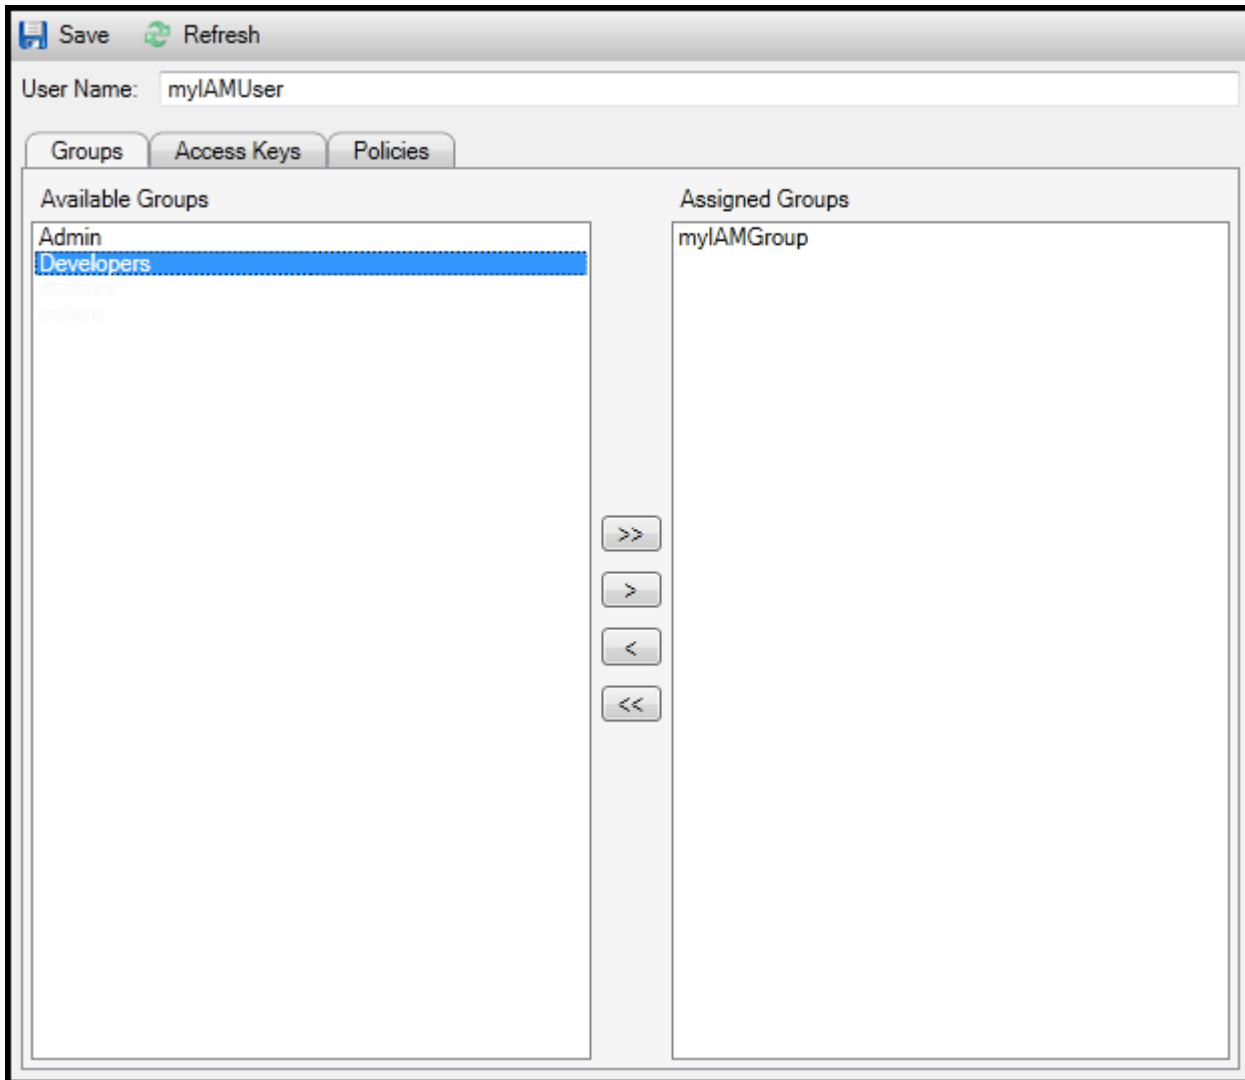 Save Refresh
User Name: myIAMUser
Groups Access Keys Policies
Available Groups Assigned Groups
Admin myIAMGroup
Developers
>>
>
<
<<